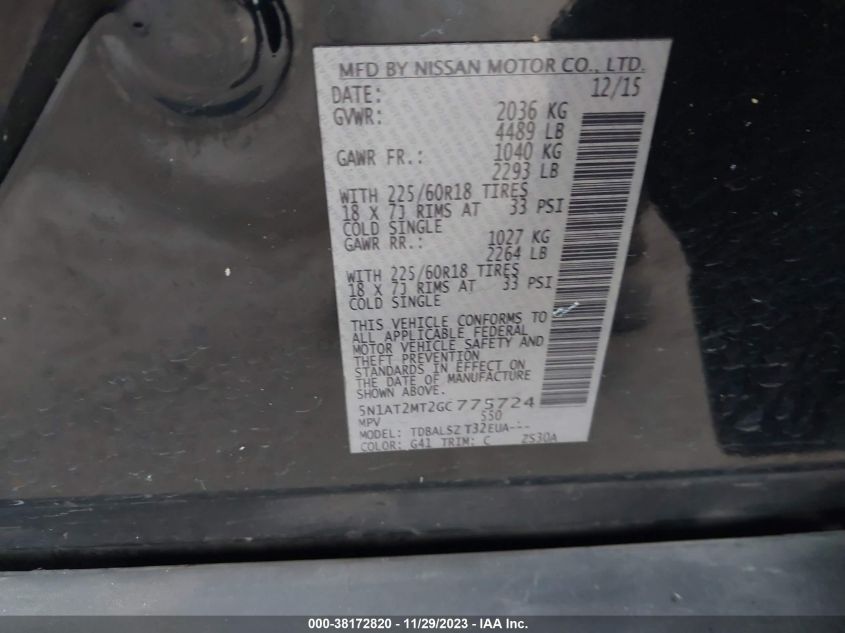 MFD BY NISSAN MOTOR CO., LTD.
DATE: 12/15
GVWR: 2036 KG
4489 LB
GAWR FR.: 1040 KG
2293 LB
WITH 225/60R18 TIRES
18 X 7J RIMS AT 33 PSI
COLD SINGLE
GAWR RR.: 1027 KG
2264 LB
WITH 225/60R18 TIRES
18 X 7J RIMS AT 33 PSI
COLD SINGLE
THIS VEHICLE CONFORMS TO
ALL APPLICABLE FEDERAL
MOTOR VEHICLE SAFETY AND
THEFT PREVENTION
STANDARDS IN EFFECT ON
THE DATE OF MANUFACTURE
SHOWN ABOVE.
5N1AT2MT2GC775724
MPV 550
MODEL: TDBALSZ T32EUA---
COLOR: G41 TRIM: C ZS30A
000-38172820 - 11/29/2023 - IAA Inc.